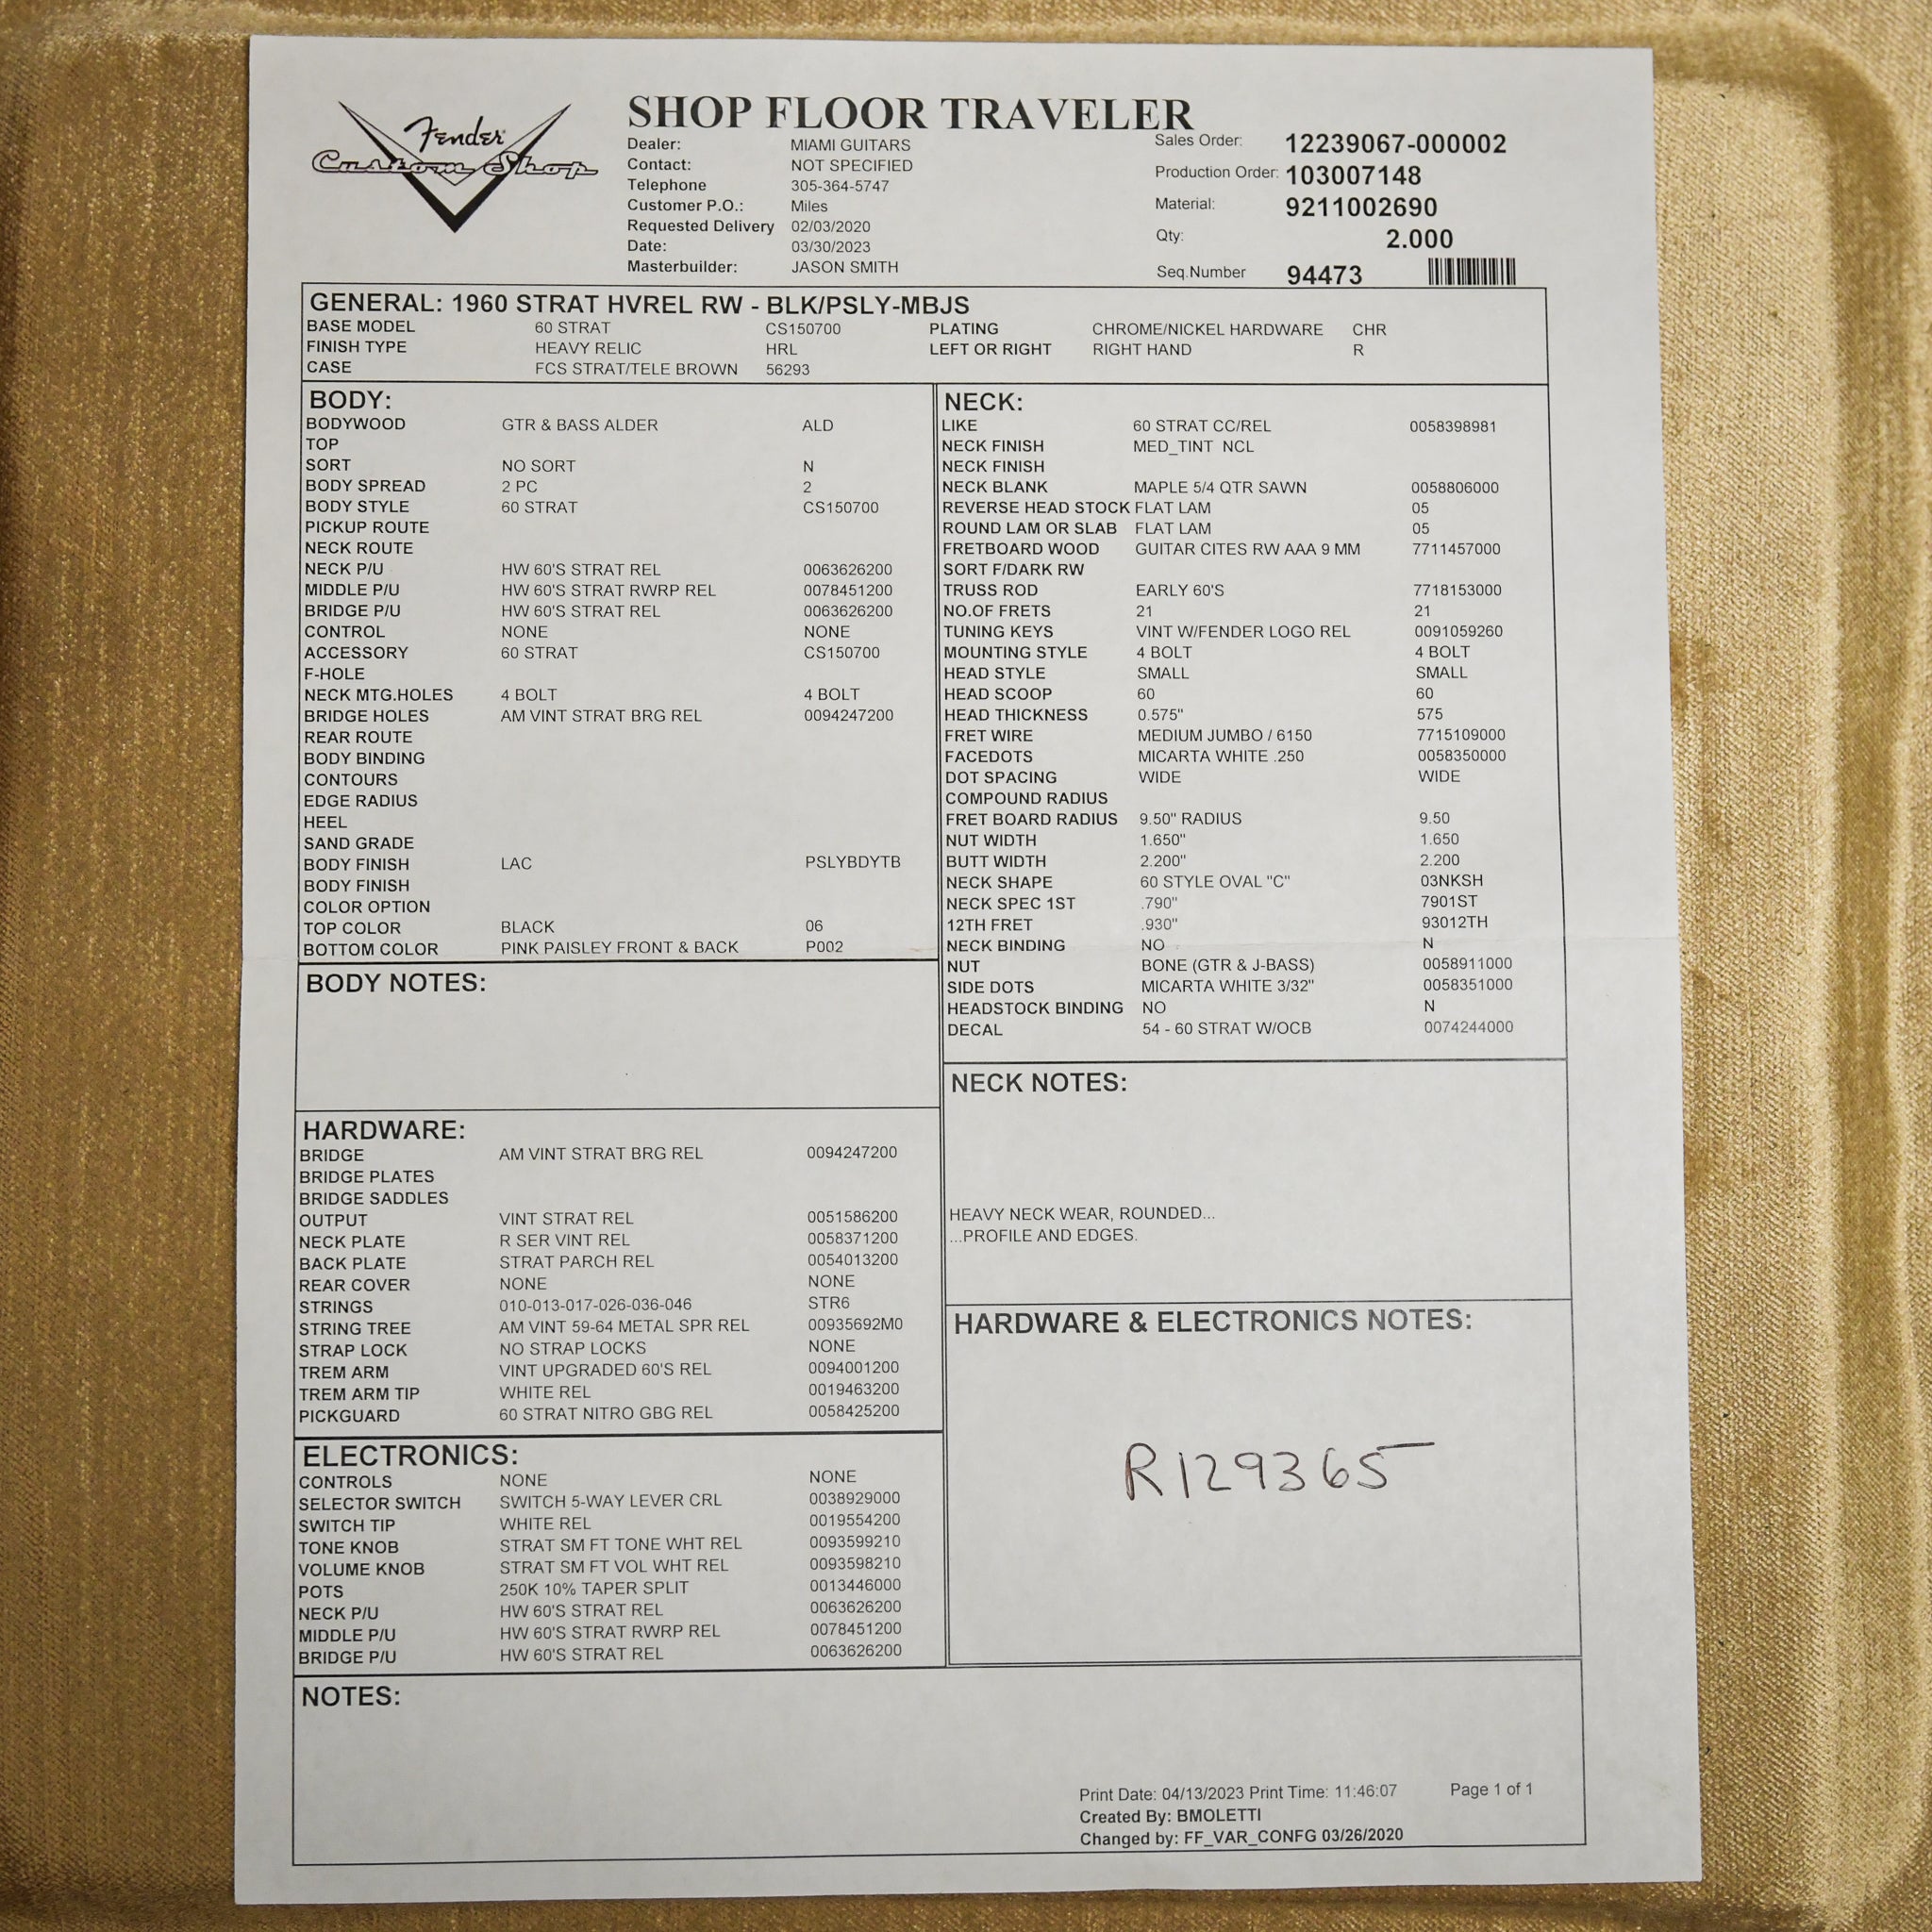 Fender
Custom Shop
SHOP FLOOR TRAVELER
Dealer: MIAMI GUITARS
Contact: NOT SPECIFIED
Telephone 305-364-5747
Customer P.O.: Miles
Requested Delivery 02/03/2020
Date: 03/30/2023
Masterbuilder: JASON SMITH
Sales Order: 12239067-000002
Production Order: 103007148
Material: 9211002690
Qty: 2.000
Seq.Number 94473
GENERAL: 1960 STRAT HVREL RW - BLK/PSLY-MBJS
BASE MODEL 60 STRAT CS150700 PLATING CHROME/NICKEL HARDWARE CHR
FINISH TYPE HEAVY RELIC HRL LEFT OR RIGHT RIGHT HAND R
CASE FCS STRAT/TELE BROWN 56293
BODY:
BODYWOOD GTR & BASS ALDER ALD
TOP
SORT NO SORT N
BODY SPREAD 2 PC 2
BODY STYLE 60 STRAT CS150700
PICKUP ROUTE
NECK ROUTE
NECK P/U HW 60'S STRAT REL 0063626200
MIDDLE P/U HW 60'S STRAT RWRP REL 0078451200
BRIDGE P/U HW 60'S STRAT REL 0063626200
CONTROL NONE NONE
ACCESSORY 60 STRAT CS150700
F-HOLE
NECK MTG.HOLES 4 BOLT 4 BOLT
BRIDGE HOLES AM VINT STRAT BRG REL 0094247200
REAR ROUTE
BODY BINDING
CONTOURS
EDGE RADIUS
HEEL
SAND GRADE
BODY FINISH LAC PSLYBDYTB
BODY FINISH
COLOR OPTION
TOP COLOR BLACK 06
BOTTOM COLOR PINK PAISLEY FRONT & BACK P002
BODY NOTES:
HARDWARE:
BRIDGE AM VINT STRAT BRG REL 0094247200
BRIDGE PLATES
BRIDGE SADDLES
OUTPUT VINT STRAT REL 0051586200
NECK PLATE R SER VINT REL 0058371200
BACK PLATE STRAT PARCH REL 0054013200
REAR COVER NONE NONE
STRINGS 010-013-017-026-036-046 STR6
STRING TREE AM VINT 59-64 METAL SPR REL 00935692M0
STRAP LOCK NO STRAP LOCKS NONE
TREM ARM VINT UPGRADED 60'S REL 0094001200
TREM ARM TIP WHITE REL 0019463200
PICKGUARD 60 STRAT NITRO GBG REL 0058425200
ELECTRONICS:
CONTROLS NONE NONE
SELECTOR SWITCH SWITCH 5-WAY LEVER CRL 0038929000
SWITCH TIP WHITE REL 0019554200
TONE KNOB STRAT SM FT TONE WHT REL 0093599210
VOLUME KNOB STRAT SM FT VOL WHT REL 0093598210
POTS 250K 10% TAPER SPLIT 0013446000
NECK P/U HW 60'S STRAT REL 0063626200
MIDDLE P/U HW 60'S STRAT RWRP REL 0078451200
BRIDGE P/U HW 60'S STRAT REL 0063626200
NECK:
LIKE 60 STRAT CC/REL 0058398981
NECK FINISH MED_TINT NCL
NECK FINISH
NECK BLANK MAPLE 5/4 QTR SAWN 0058806000
REVERSE HEAD STOCK FLAT LAM 05
ROUND LAM OR SLAB FLAT LAM 05
FRETBOARD WOOD GUITAR CITES RW AAA 9 MM 7711457000
SORT F/DARK RW
TRUSS ROD EARLY 60'S 7718153000
NO.OF FRETS 21 21
TUNING KEYS VINT W/FENDER LOGO REL 0091059260
MOUNTING STYLE 4 BOLT 4 BOLT
HEAD STYLE SMALL SMALL
HEAD SCOOP 60 60
HEAD THICKNESS 0.575" 575
FRET WIRE MEDIUM JUMBO / 6150 7715109000
FACEDOTS MICARTA WHITE .250 0058350000
DOT SPACING WIDE WIDE
COMPOUND RADIUS
FRET BOARD RADIUS 9.50" RADIUS 9.50
NUT WIDTH 1.650" 1.650
BUTT WIDTH 2.200" 2.200
NECK SHAPE 60 STYLE OVAL "C" 03NKSH
NECK SPEC 1ST .790" 7901ST
12TH FRET .930" 93012TH
NECK BINDING NO N
NUT BONE (GTR & J-BASS) 0058911000
SIDE DOTS MICARTA WHITE 3/32" 0058351000
HEADSTOCK BINDING NO N
DECAL 54 - 60 STRAT W/OCB 0074244000
NECK NOTES:
HEAVY NECK WEAR, ROUNDED...
...PROFILE AND EDGES.
HARDWARE & ELECTRONICS NOTES:
R129365
NOTES:
Print Date: 04/13/2023 Print Time: 11:46:07 Page 1 of 1
Created By: BMOLETTI
Changed by: FF_VAR_CONFG 03/26/2020